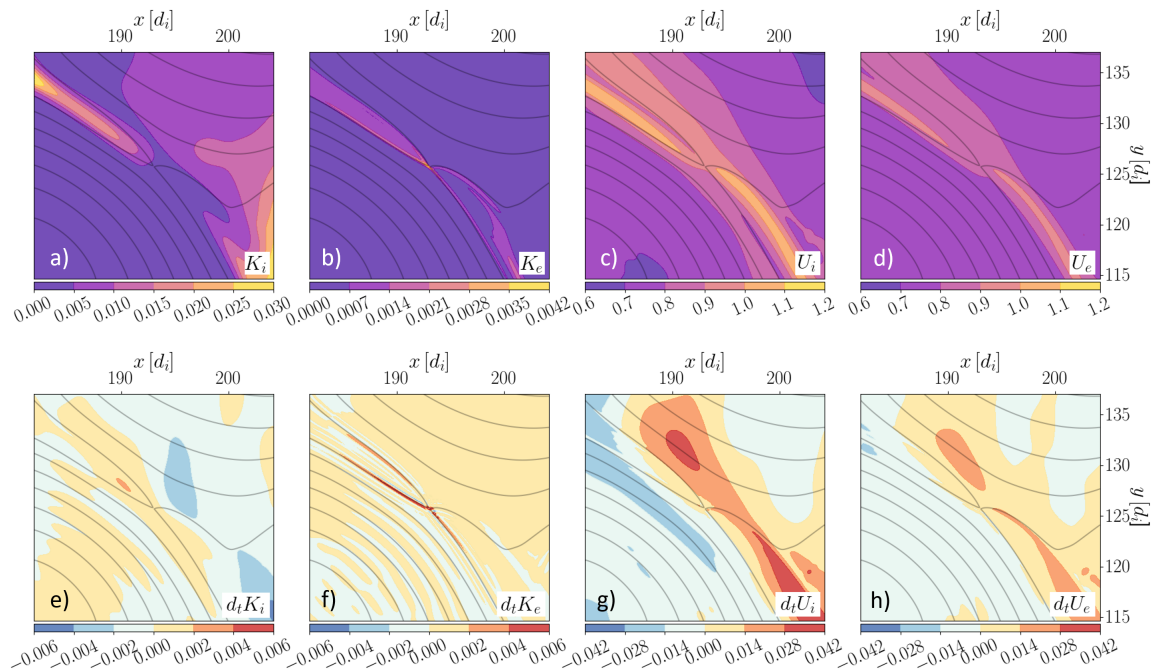 x [d_i] x [d_i] x [d_i] x [d_i]
190 200 190 200 190 200 190 200
135
130
125
120
115
y [d_i]
a) K_i b) K_e c) U_i d) U_e
0.000 0.005 0.010 0.015 0.020 0.025 0.030 0.0000 0.0007 0.0014 0.0021 0.0028 0.0035 0.0042 0.6 0.7 0.8 0.9 1.0 1.1 1.2 0.6 0.7 0.8 0.9 1.0 1.1 1.2
x [d_i] x [d_i] x [d_i] x [d_i]
190 200 190 200 190 200 190 200
135
130
125
120
115
y [d_i]
e) d_tK_i f) d_tK_e g) d_tU_i h) d_tU_e
−0.006 −0.004 −0.002 0.000 0.002 0.004 0.006 −0.006 −0.004 −0.002 0.000 0.002 0.004 0.006 −0.042 −0.028 −0.014 0.000 0.014 0.028 0.042 −0.042 −0.028 −0.014 0.000 0.014 0.028 0.042